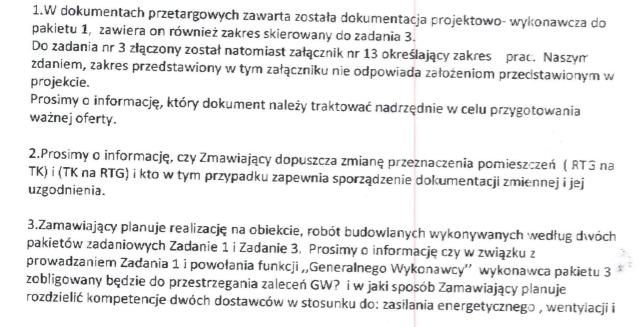 1.W dokumentach przetargowych zawarta została dokumentacja projektowo- wykonawcza do
pakietu 1, zawiera on również zakres skierowany do zadania 3.
Do zadania nr 3 złączony został natomiast załącznik nr 13 określający zakres prac. Naszym
zdaniem, zakres przedstawiony w tym załączniku nie odpowiada założeniom przedstawionym w
projekcie.
Prosimy o informację, który dokument należy traktować nadrzędnie w celu przygotowania
ważnej oferty.
2.Prosimy o informację, czy Zmawiający dopuszcza zmianę przeznaczenia pomieszczeń ( RTG na
TK) i (TK na RTG) i kto w tym przypadku zapewnia sporządzenie dokumentacji zmiennej i jej
uzgodnienia.
3.Zamawiający planuje realizację na obiekcie, robót budowlanych wykonywanych według dwóch
pakietów zadaniowych Zadanie 1 i Zadanie 3. Prosimy o informację czy w związku z
prowadzaniem Zadania 1 i powołania funkcji ,,Generalnego Wykonawcy" wykonawca pakietu 3
zobligowany będzie do przestrzegania zaleceń GW? i w jaki sposób Zamawiający planuje
rozdzielić kompetencje dwóch dostawców w stosunku do: zasilania energetycznego , wentylacji i